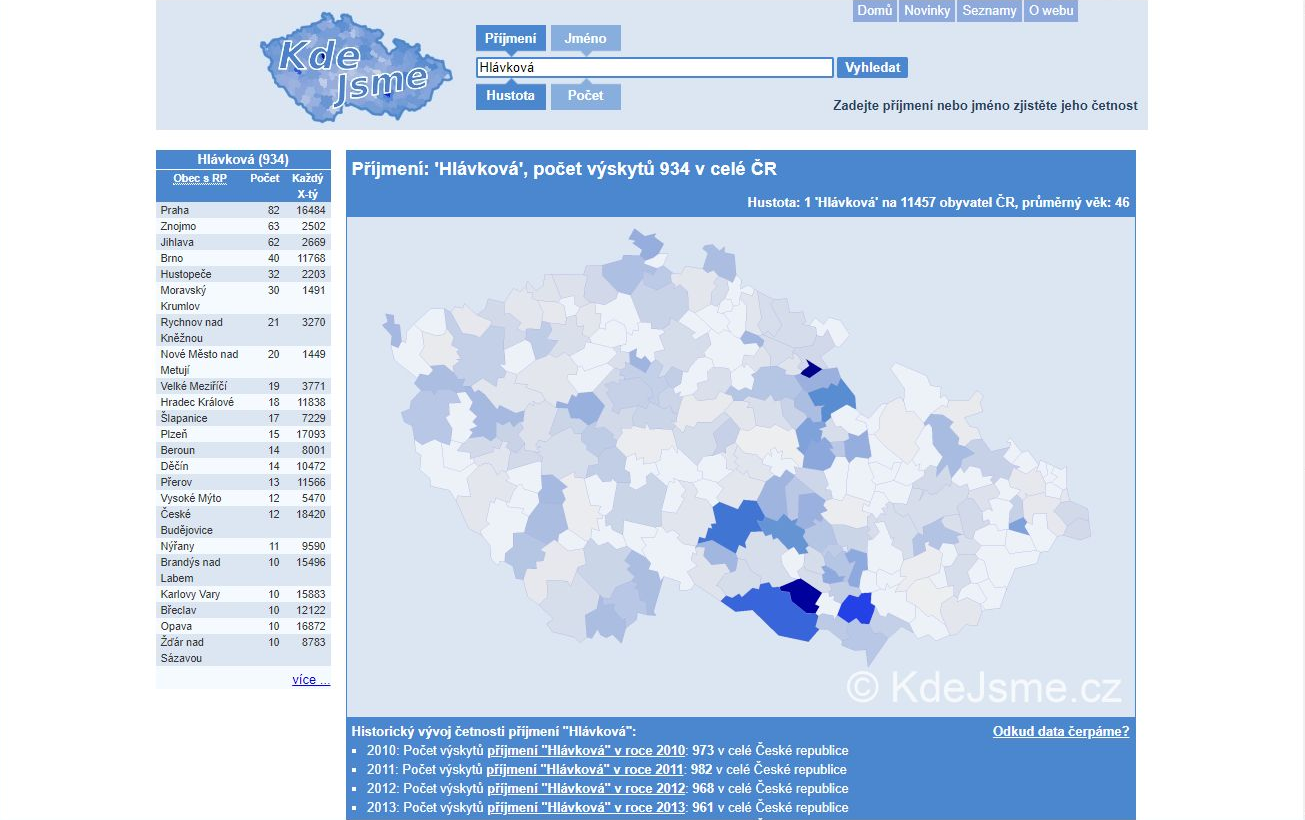 Domů Novinky Seznamy O webu
Kde
Jsme
Příjmení Jméno
Hlávková
Vyhledat
Hustota Počet
Zadejte příjmení nebo jméno zjistěte jeho četnost
Hlávková (934)
Obec s RP Počet Každý
X-tý
Praha 82 16484
Znojmo 63 2502
Jihlava 62 2669
Brno 40 11768
Hustopeče 32 2203
Moravský 30 1491
Krumlov
Rychnov nad 21 3270
Kněžnou
Nové Město nad 20 1449
Metují
Velké Meziříčí 19 3771
Hradec Králové 18 11838
Šlapanice 17 7229
Plzeň 15 17093
Beroun 14 8001
Děčín 14 10472
Přerov 13 11566
Vysoké Mýto 12 5470
České 12 18420
Budějovice
Nýřany 11 9590
Brandýs nad 10 15496
Labem
Karlovy Vary 10 15883
Břeclav 10 12122
Opava 10 16872
Žďár nad 10 8783
Sázavou
více ...
Příjmení: 'Hlávková', počet výskytů 934 v celé ČR
Hustota: 1 'Hlávková' na 11457 obyvatel ČR, průměrný věk: 46
© KdeJsme.cz
Historický vývoj četnosti příjmení "Hlávková":
Odkud data čerpáme?
2010: Počet výskytů příjmení "Hlávková" v roce 2010: 973 v celé České republice
2011: Počet výskytů příjmení "Hlávková" v roce 2011: 982 v celé České republice
2012: Počet výskytů příjmení "Hlávková" v roce 2012: 968 v celé České republice
2013: Počet výskytů příjmení "Hlávková" v roce 2013: 961 v celé České republice